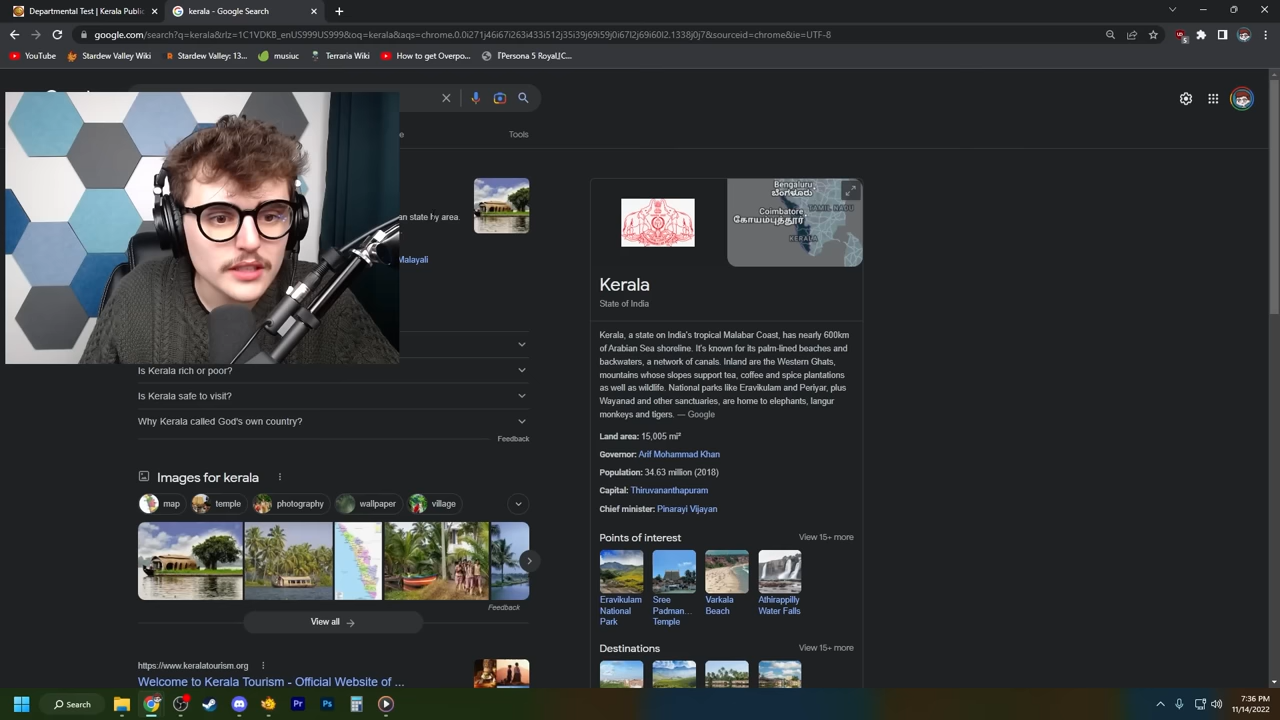 Departmental Test | Kerala Public
kerala - Google Search
google.com/search?q=kerala&rlz=1C1VDKB_enUS999US999&oq=kerala&aqs=chrome.0.0i271j46i67i263i433i512j35i39j69i59j0i67l2j69i60l2.1338j0j7&sourceid=chrome&ie=UTF-8
YouTube
Stardew Valley Wiki
Stardew Valley: 13...
musiuc
Terraria Wiki
How to get Overpo...
Tools
an state by area.
Malayali
Is Kerala rich or poor?
Is Kerala safe to visit?
Why Kerala called God's own country?
Feedback
Images for kerala
map
temple
photography
wallpaper
village
Feedback
View all
https://www.keralatourism.org
Welcome to Kerala Tourism - Official Website of ...
Bengaluru
ಬೆಂಗಳೂರು
TAMIL NADU
Coimbatore
கோயம்புத்தூர்
KERALA
Kerala
State of India
Kerala, a state on India's tropical Malabar Coast, has nearly 600km
of Arabian Sea shoreline. It's known for its palm-lined beaches and
backwaters, a network of canals. Inland are the Western Ghats,
mountains whose slopes support tea, coffee and spice plantations
as well as wildlife. National parks like Eravikulam and Periyar, plus
Wayanad and other sanctuaries, are home to elephants, langur
monkeys and tigers. — Google
Land area: 15,005 mi²
Governor: Arif Mohammad Khan
Population: 34.63 million (2018)
Capital: Thiruvananthapuram
Chief minister: Pinarayi Vijayan
Points of interest
View 15+ more
Eravikulam National Park
Sree Padman... Temple
Varkala Beach
Athirappilly Water Falls
Destinations
View 15+ more
Search
7:36 PM
11/14/2022